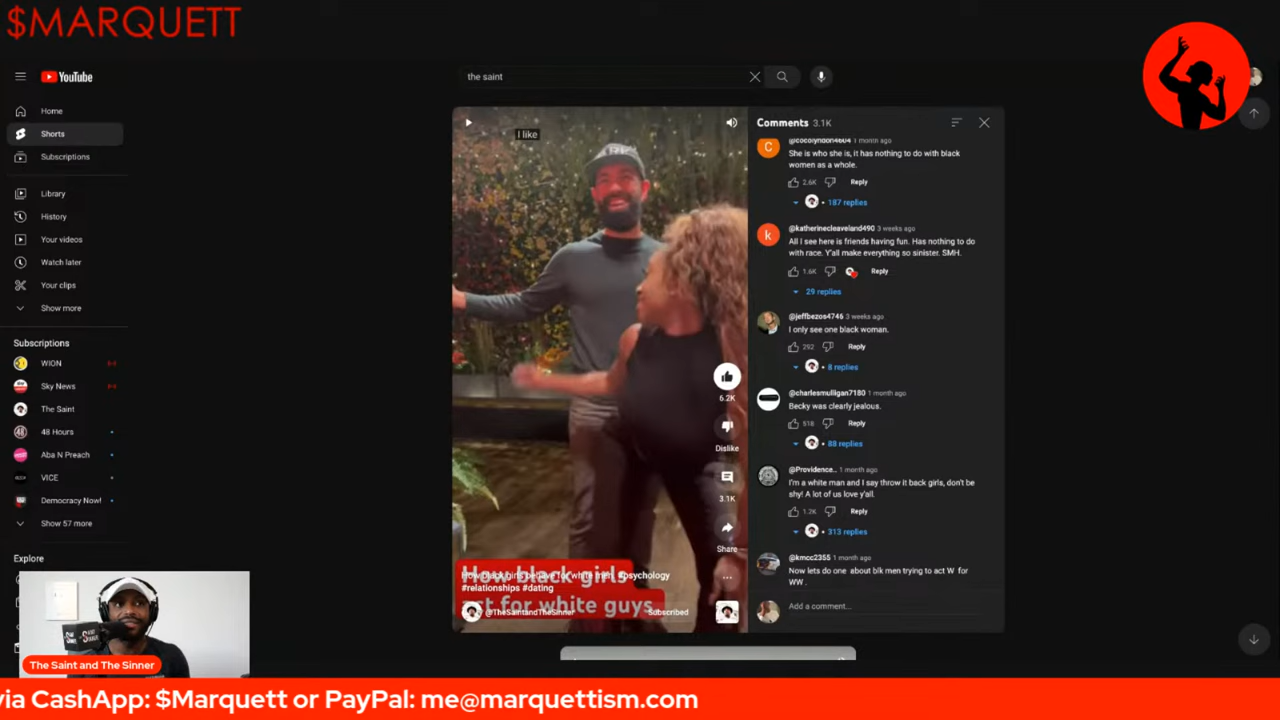 $MARQUETT
YouTube
the saint
Home
Shorts
Subscriptions
Library
History
Your videos
Watch later
Your clips
Show more
Subscriptions
WION
Sky News
The Saint
48 Hours
Aba N Preach
VICE
Democracy Now!
Show 57 more
Explore
I like
6.2K
Dislike
3.1K
Share
How black girls
act for white guys
How black girls behave for white men. #psychology
#relationships #dating
@TheSaintandTheSinner
Subscribed
Comments 3.1K
@cocolyndon4604 1 month ago
She is who she is, it has nothing to do with black
women as a whole.
2.6K Reply
187 replies
@katherinecleaveland490 3 weeks ago
All I see here is friends having fun. Has nothing to do
with race. Y'all make everything so sinister. SMH.
1.6K Reply
29 replies
@jeffbezos4746 3 weeks ago
I only see one black woman.
292 Reply
8 replies
@charlesmulligan7180 1 month ago
Becky was clearly jealous.
518 Reply
88 replies
@Providence.. 1 month ago
I'm a white man and I say throw it back girls, don't be
shy! A lot of us love y'all.
1.2K Reply
313 replies
@kmcc2355 1 month ago
Now lets do one about blk men trying to act W for
WW .
Add a comment...
The Saint and The Sinner
via CashApp: $Marquett or PayPal: me@marquettism.com